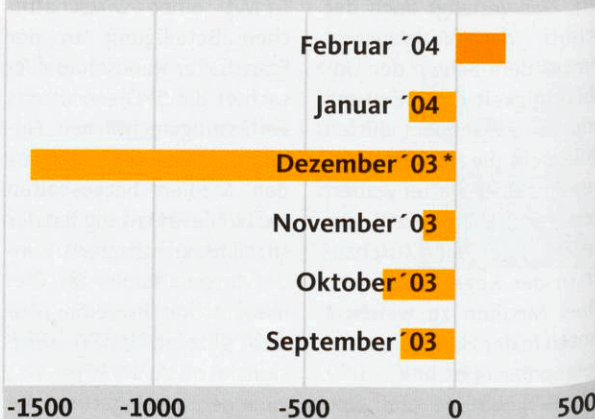 Februar ´04
Januar ´04
Dezember ´03 *
November ´03
Oktober ´03
September ´03
-1500 -1000 -500 0 500